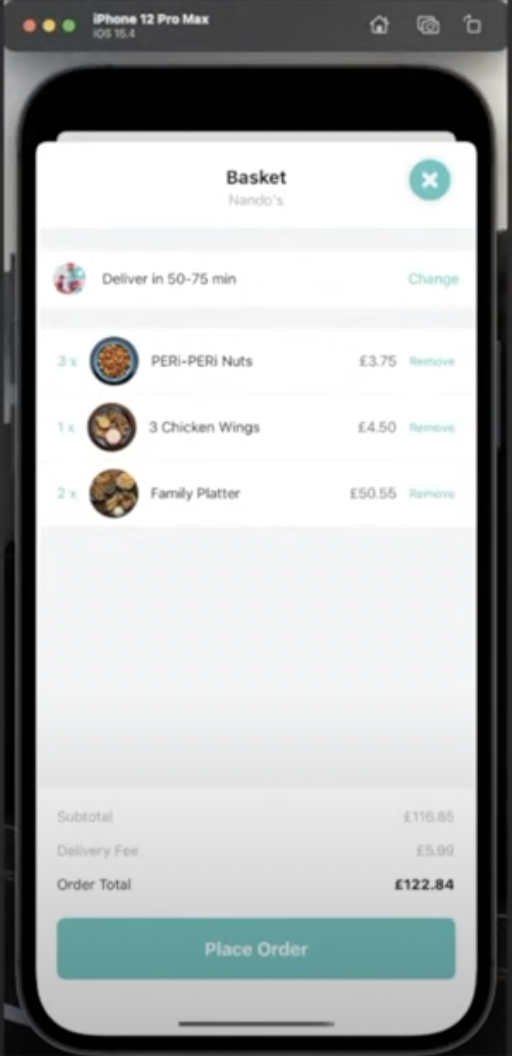 iPhone 12 Pro Max
iOS 15.4
Basket
Nando's
Deliver in 50-75 min Change
3 x PERi-PERi Nuts £3.75 Remove
1 x 3 Chicken Wings £4.50 Remove
2 x Family Platter £50.55 Remove
Subtotal £116.85
Delivery Fee £5.99
Order Total £122.84
Place Order